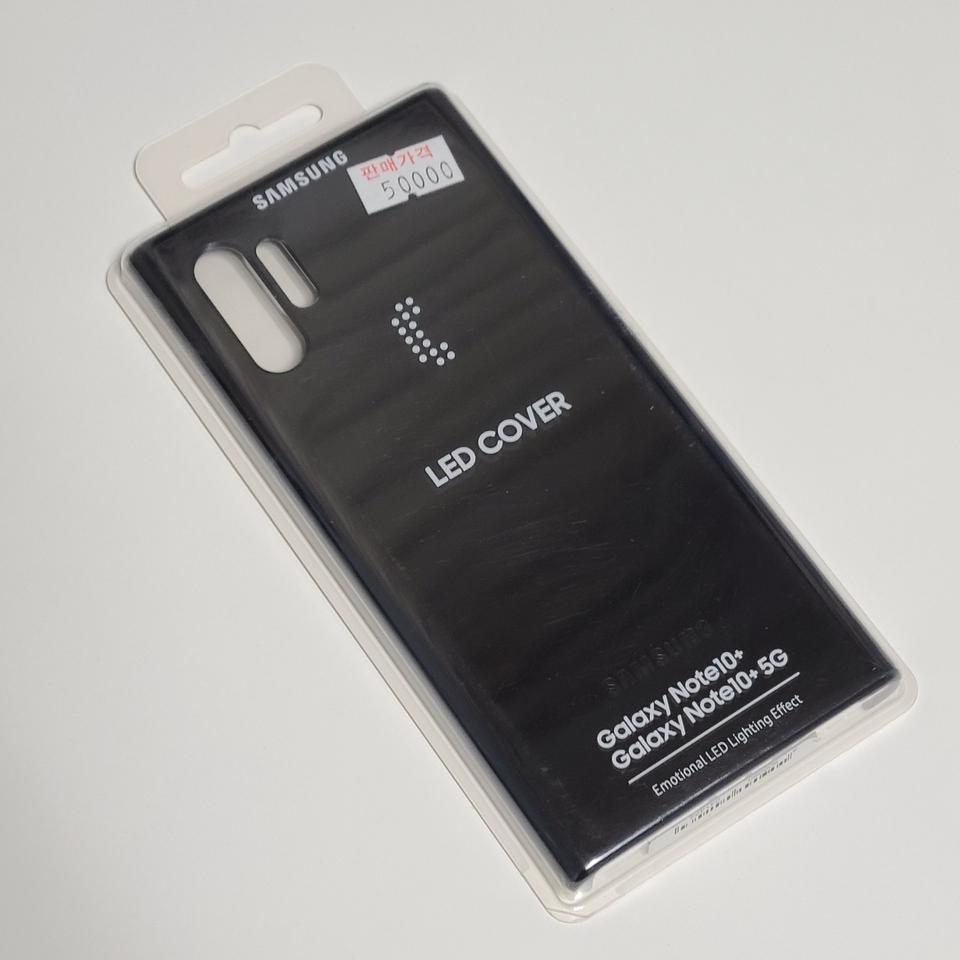 SAMSUNG
판매가격
50000
LED COVER
SAMSUNG
Galaxy Note10+
Galaxy Note10+ 5G
Emotional LED Lighting Effect